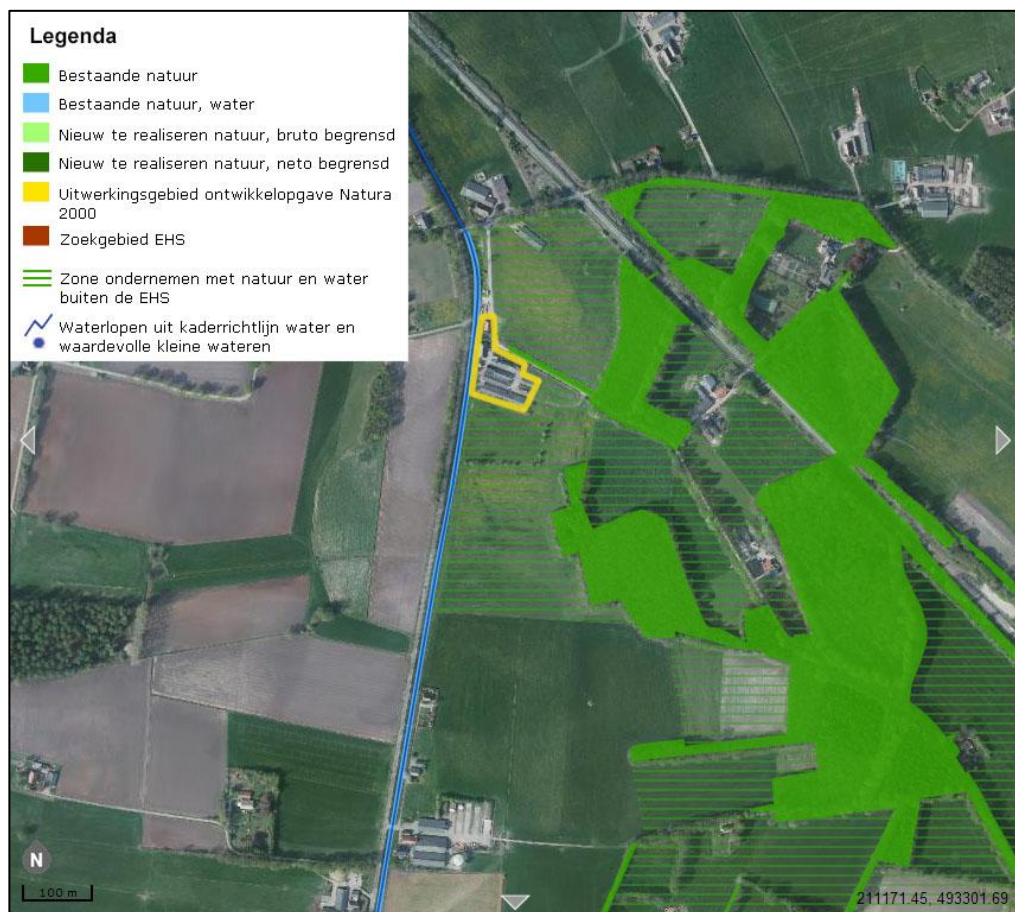 Legenda
Bestaande natuur
Bestaande natuur, water
Nieuw te realiseren natuur, bruto begrensd
Nieuw te realiseren natuur, neto begrensd
Uitwerkingsgebied ontwikkelopgave Natura
2000
Zoekgebied EHS
Zone ondernemen met natuur en water
buiten de EHS
Waterlopen uit kaderrichtlijn water en
waardevolle kleine wateren
N
100 m
211171.45, 493301.69